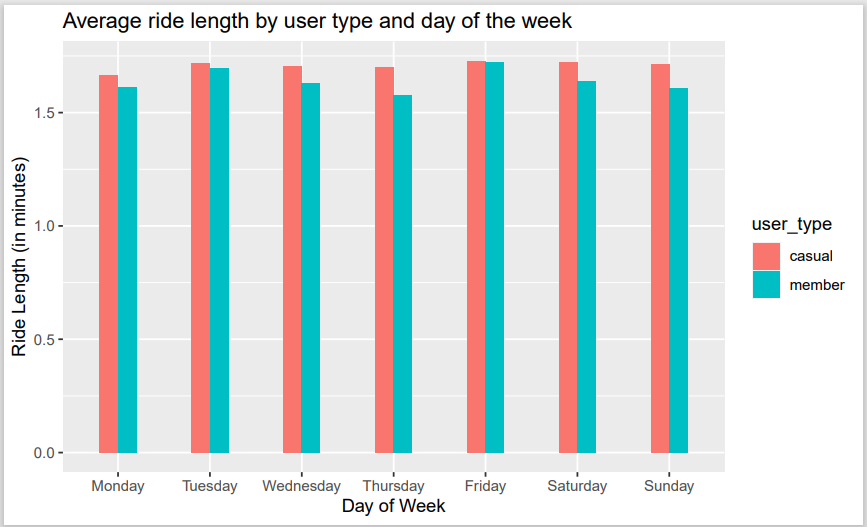 Average ride length by user type and day of the week
Ride Length (in minutes)
1.5
1.0
0.5
0.0
Monday Tuesday Wednesday Thursday Friday Saturday Sunday
Day of Week
user_type
casual
member